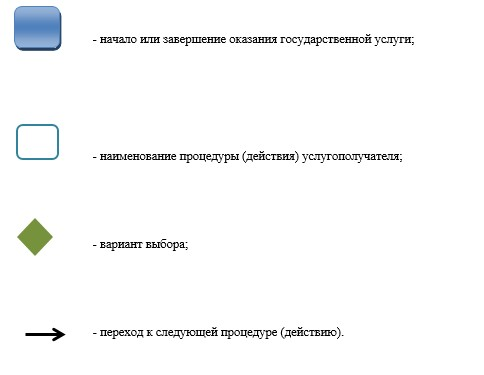 - начало или завершение оказания государственной услуги;
- наименование процедуры (действия) услугополучателя;
- вариант выбора;
- переход к следующей процедуре (действию).